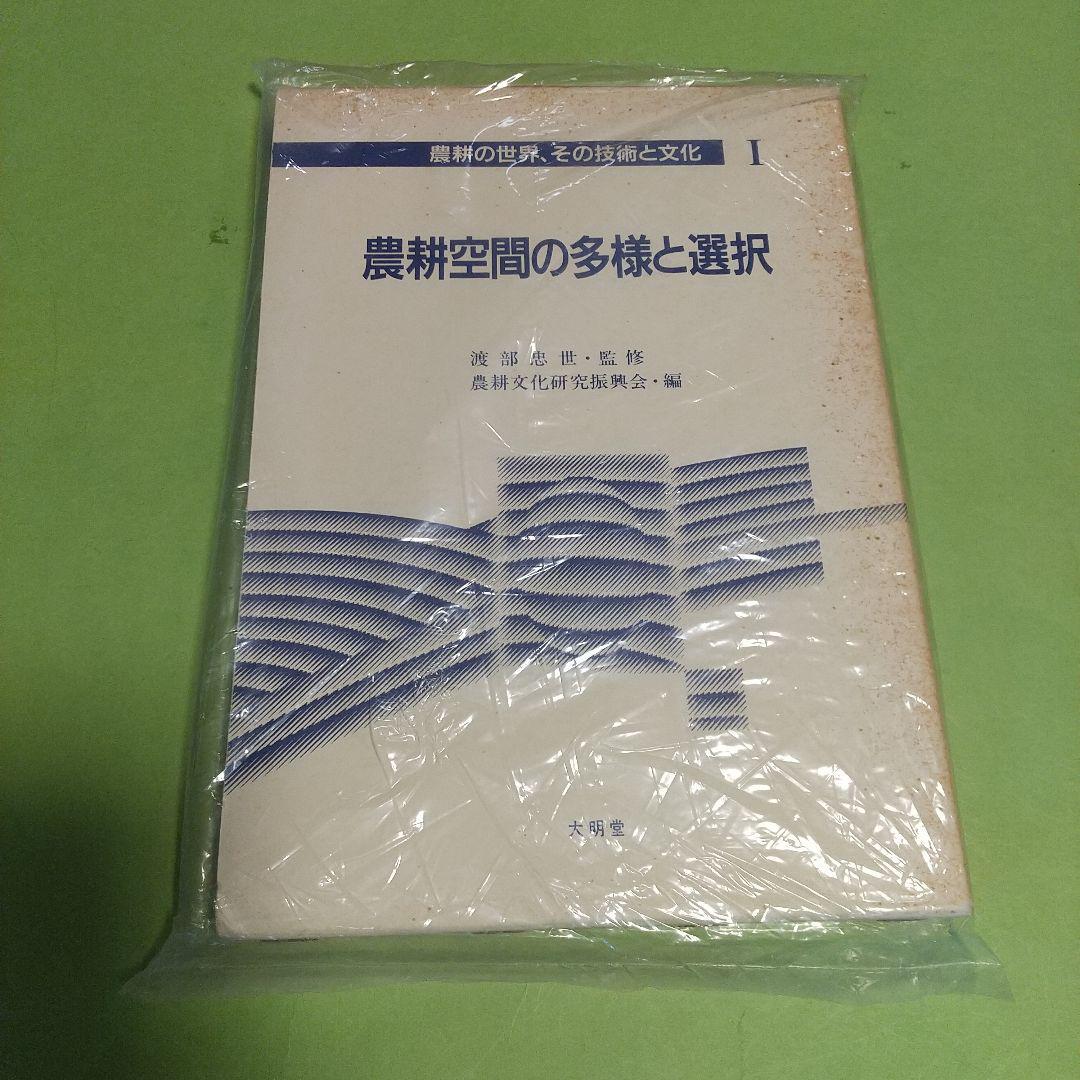 農耕の世界、その技術と文化 I
農耕空間の多様と選択
渡部忠世・監修
農耕文化研究振興会・編
大明堂